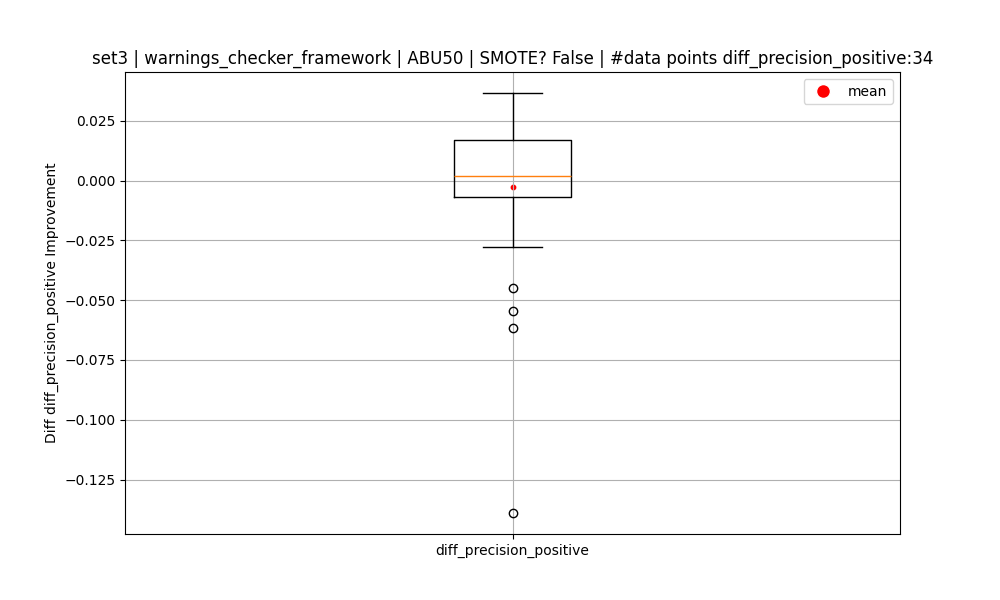 set3 | warnings_checker_framework | ABU50 | SMOTE? False | #data points diff_precision_positive:34
mean
0.025
0.000
−0.025
−0.050
−0.075
−0.100
−0.125
Diff diff_precision_positive Improvement
diff_precision_positive